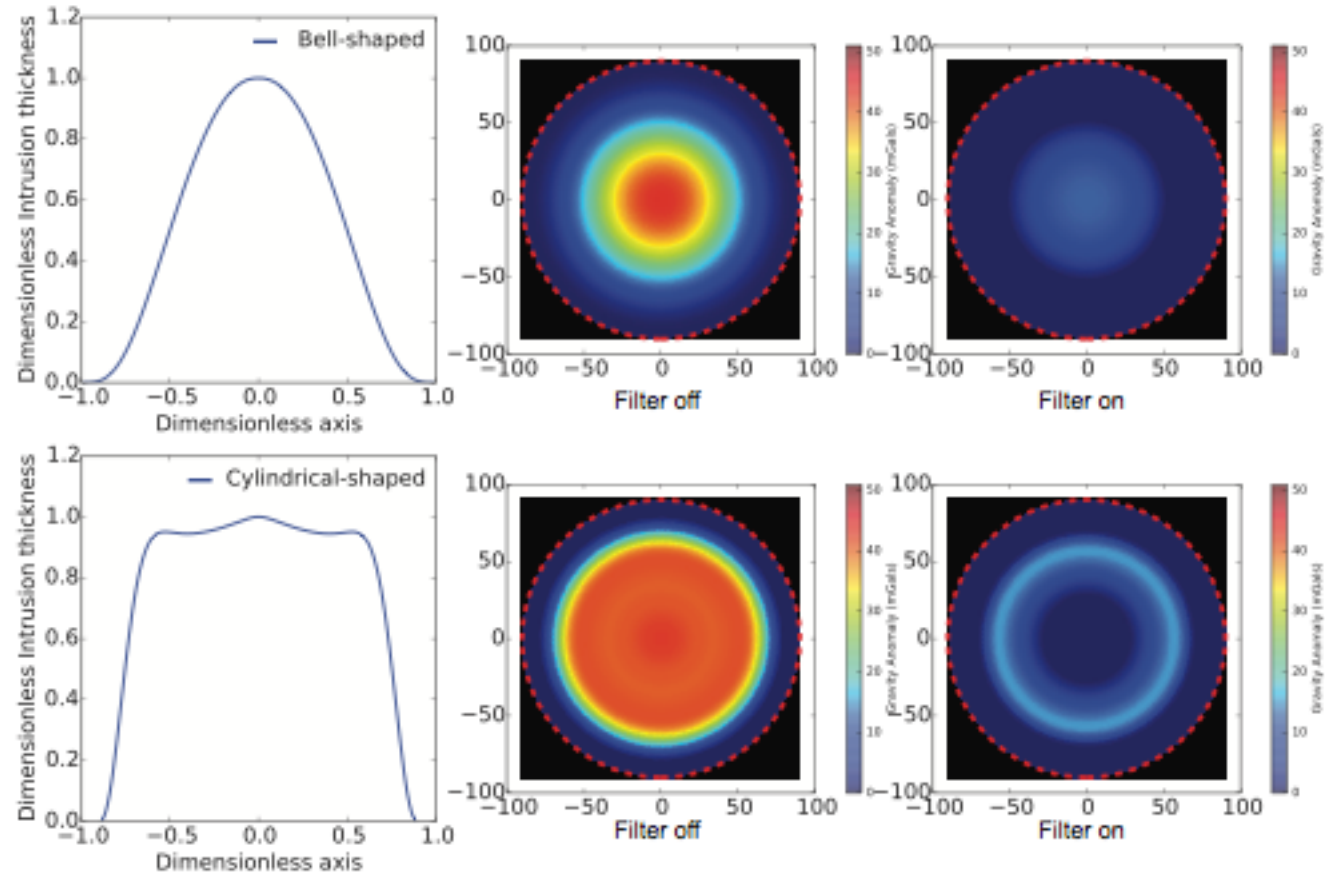 Dimensionless Intrusion thickness
1.2
1.0
0.8
0.6
0.4
0.2
0.0
Bell-shaped
−1.0 −0.5 0.0 0.5 1.0
Dimensionless axis
100
50
0
−50
−100
−100 −50 0 50 100
Filter off
50
40
30
20
10
0
Gravity Anomaly (mGals)
100
50
0
−50
−100
−100 −50 0 50 100
Filter on
50
40
30
20
10
0
Gravity Anomaly (mGals)
Dimensionless Intrusion thickness
1.2
1.0
0.8
0.6
0.4
0.2
0.0
Cylindrical-shaped
−1.0 −0.5 0.0 0.5 1.0
Dimensionless axis
100
50
0
−50
−100
−100 −50 0 50 100
Filter off
50
40
30
20
10
0
Gravity Anomaly (mGals)
100
50
0
−50
−100
−100 −50 0 50 100
Filter on
50
40
30
20
10
0
Gravity Anomaly (mGals)